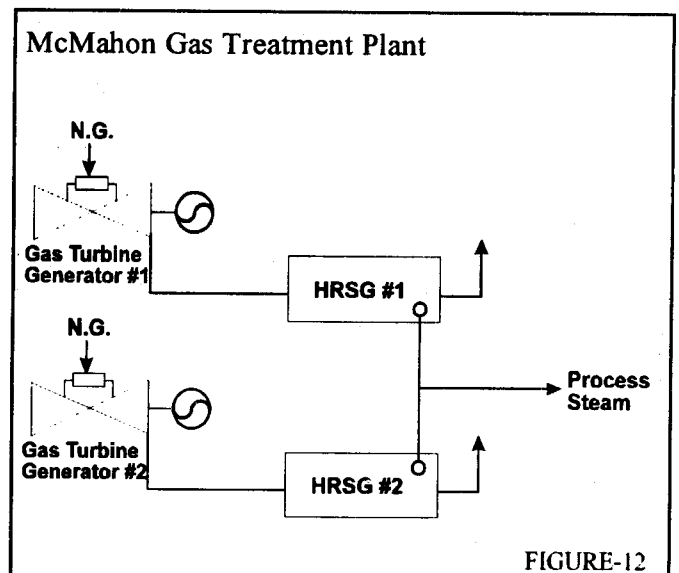 McMahon Gas Treatment Plant
N.G.
Gas Turbine
Generator #1
HRSG #1
N.G.
Process
Steam
Gas Turbine
Generator #2
HRSG #2
FIGURE-12